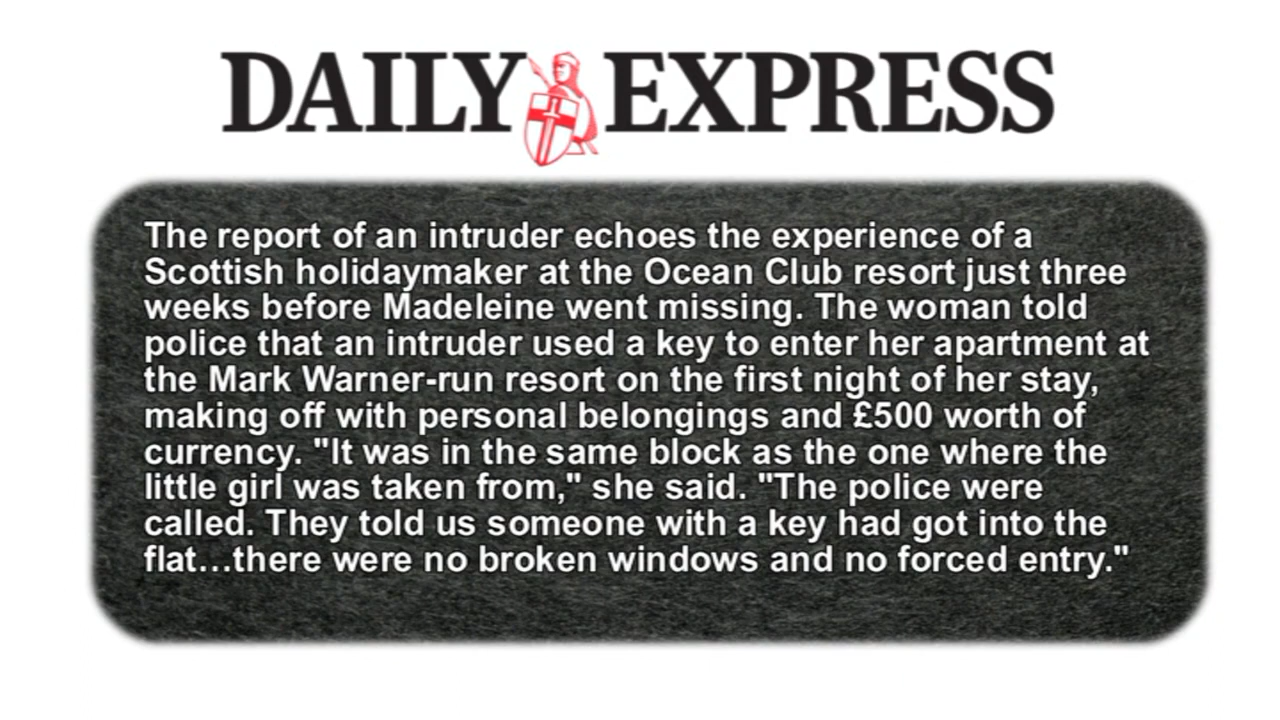 DAILY EXPRESS
The report of an intruder echoes the experience of a
Scottish holidaymaker at the Ocean Club resort just three
weeks before Madeleine went missing. The woman told
police that an intruder used a key to enter her apartment at
the Mark Warner-run resort on the first night of her stay,
making off with personal belongings and £500 worth of
currency. "It was in the same block as the one where the
little girl was taken from," she said. "The police were
called. They told us someone with a key had got into the
flat...there were no broken windows and no forced entry."